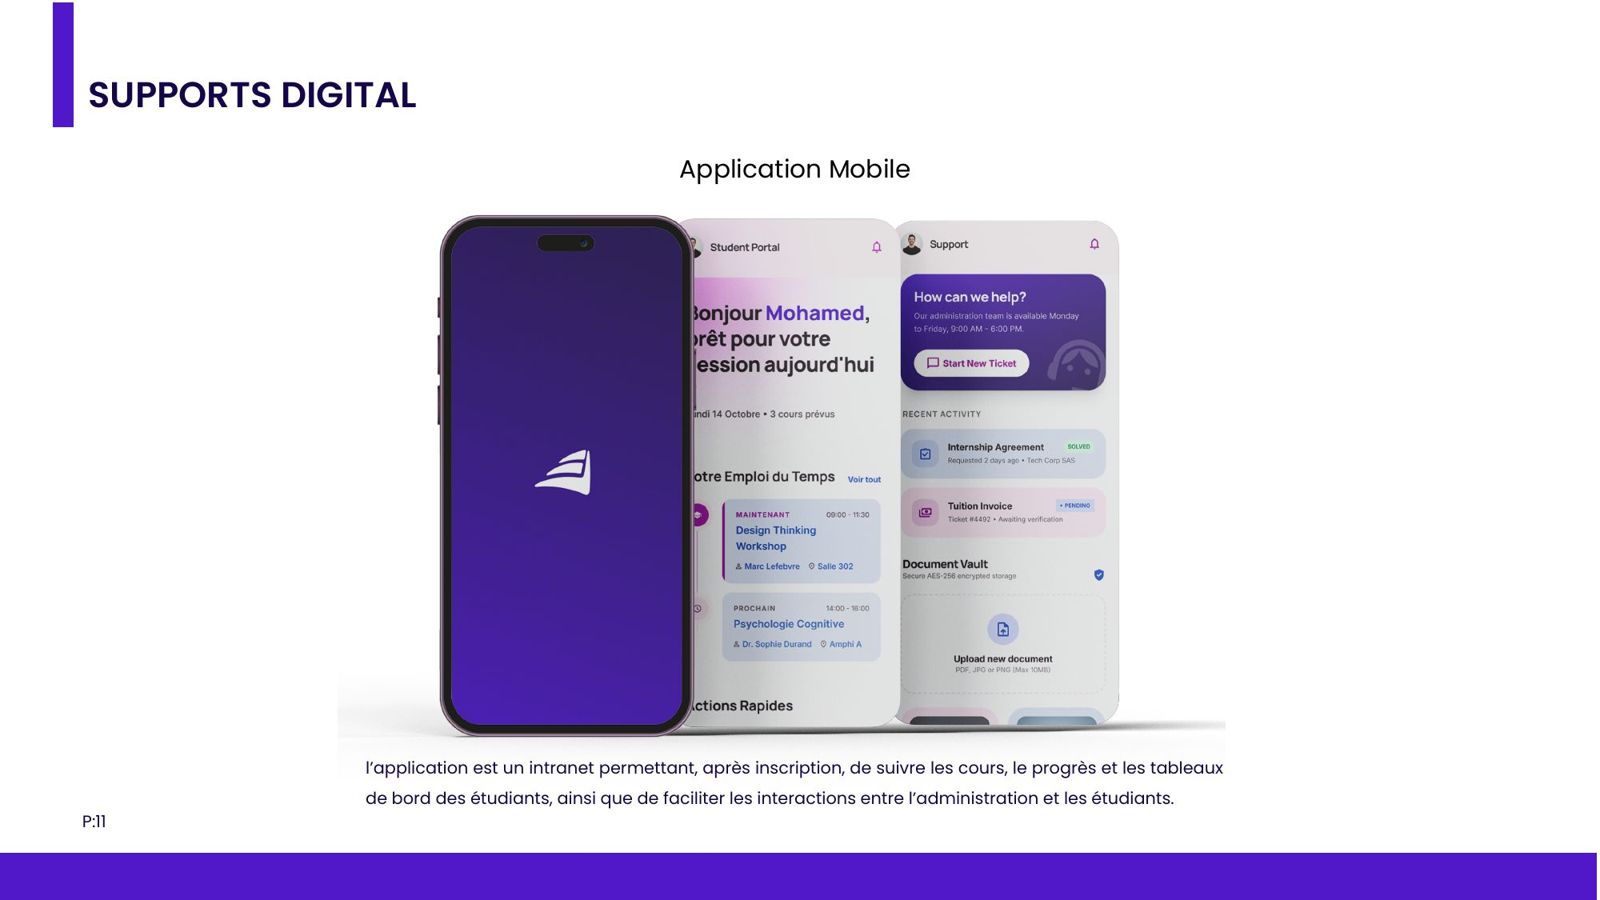 SUPPORTS DIGITAL
Application Mobile
Student Portal
Bonjour Mohamed,
prêt pour votre
ession aujourd'hui
undi 14 Octobre • 3 cours prévus
otre Emploi du Temps
Voir tout
MAINTENANT 09:00 - 11:30
Design Thinking
Workshop
Marc Lefebvre Salle 302
PROCHAIN 14:00 - 16:00
Psychologie Cognitive
Dr. Sophie Durand Amphi A
ctions Rapides
Support
How can we help?
Our administration team is available Monday
to Friday, 9:00 AM - 6:00 PM.
Start New Ticket
RECENT ACTIVITY
Internship Agreement SOLVED
Requested 2 days ago • Tech Corp SAS
Tuition Invoice • PENDING
Ticket #4492 • Awaiting verification
Document Vault
Secure AES-256 encrypted storage
Upload new document
PDF, JPG or PNG (Max 10MB)
l’application est un intranet permettant, après inscription, de suivre les cours, le progrès et les tableaux
de bord des étudiants, ainsi que de faciliter les interactions entre l’administration et les étudiants.
P:11